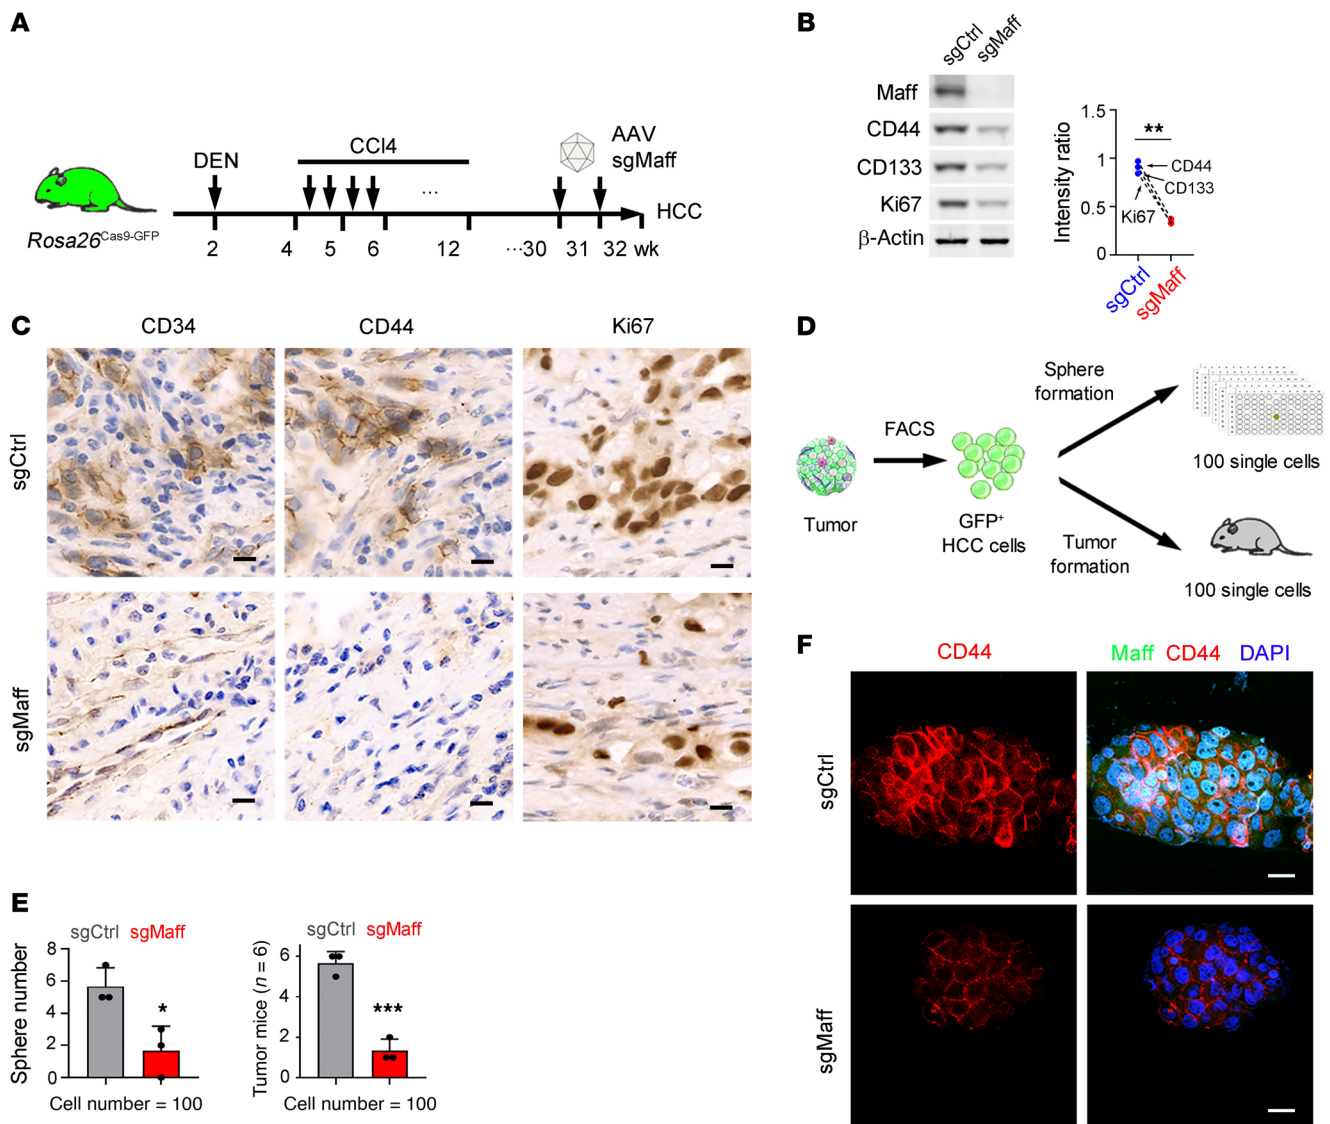 A
DEN
CCl4
...
AAV
sgMaff
HCC
Rosa26Cas9-GFP
2 4 5 6 12 ...30 31 32 wk
B
sgCtrl sgMaff
Maff
CD44
CD133
Ki67
β-Actin
Intensity ratio
1.5
1
0.5
0
**
CD44
CD133
Ki67
sgCtrl
sgMaff
C
CD34 CD44 Ki67
sgCtrl
sgMaff
D
Tumor
FACS
GFP+
HCC cells
Sphere
formation
100 single cells
Tumor
formation
100 single cells
E
sgCtrl sgMaff
Sphere number
8
6
4
2
0
*
Cell number = 100
sgCtrl sgMaff
Tumor mice (n = 6)
6
4
2
0
***
Cell number = 100
F
CD44
Maff CD44 DAPI
sgCtrl
sgMaff